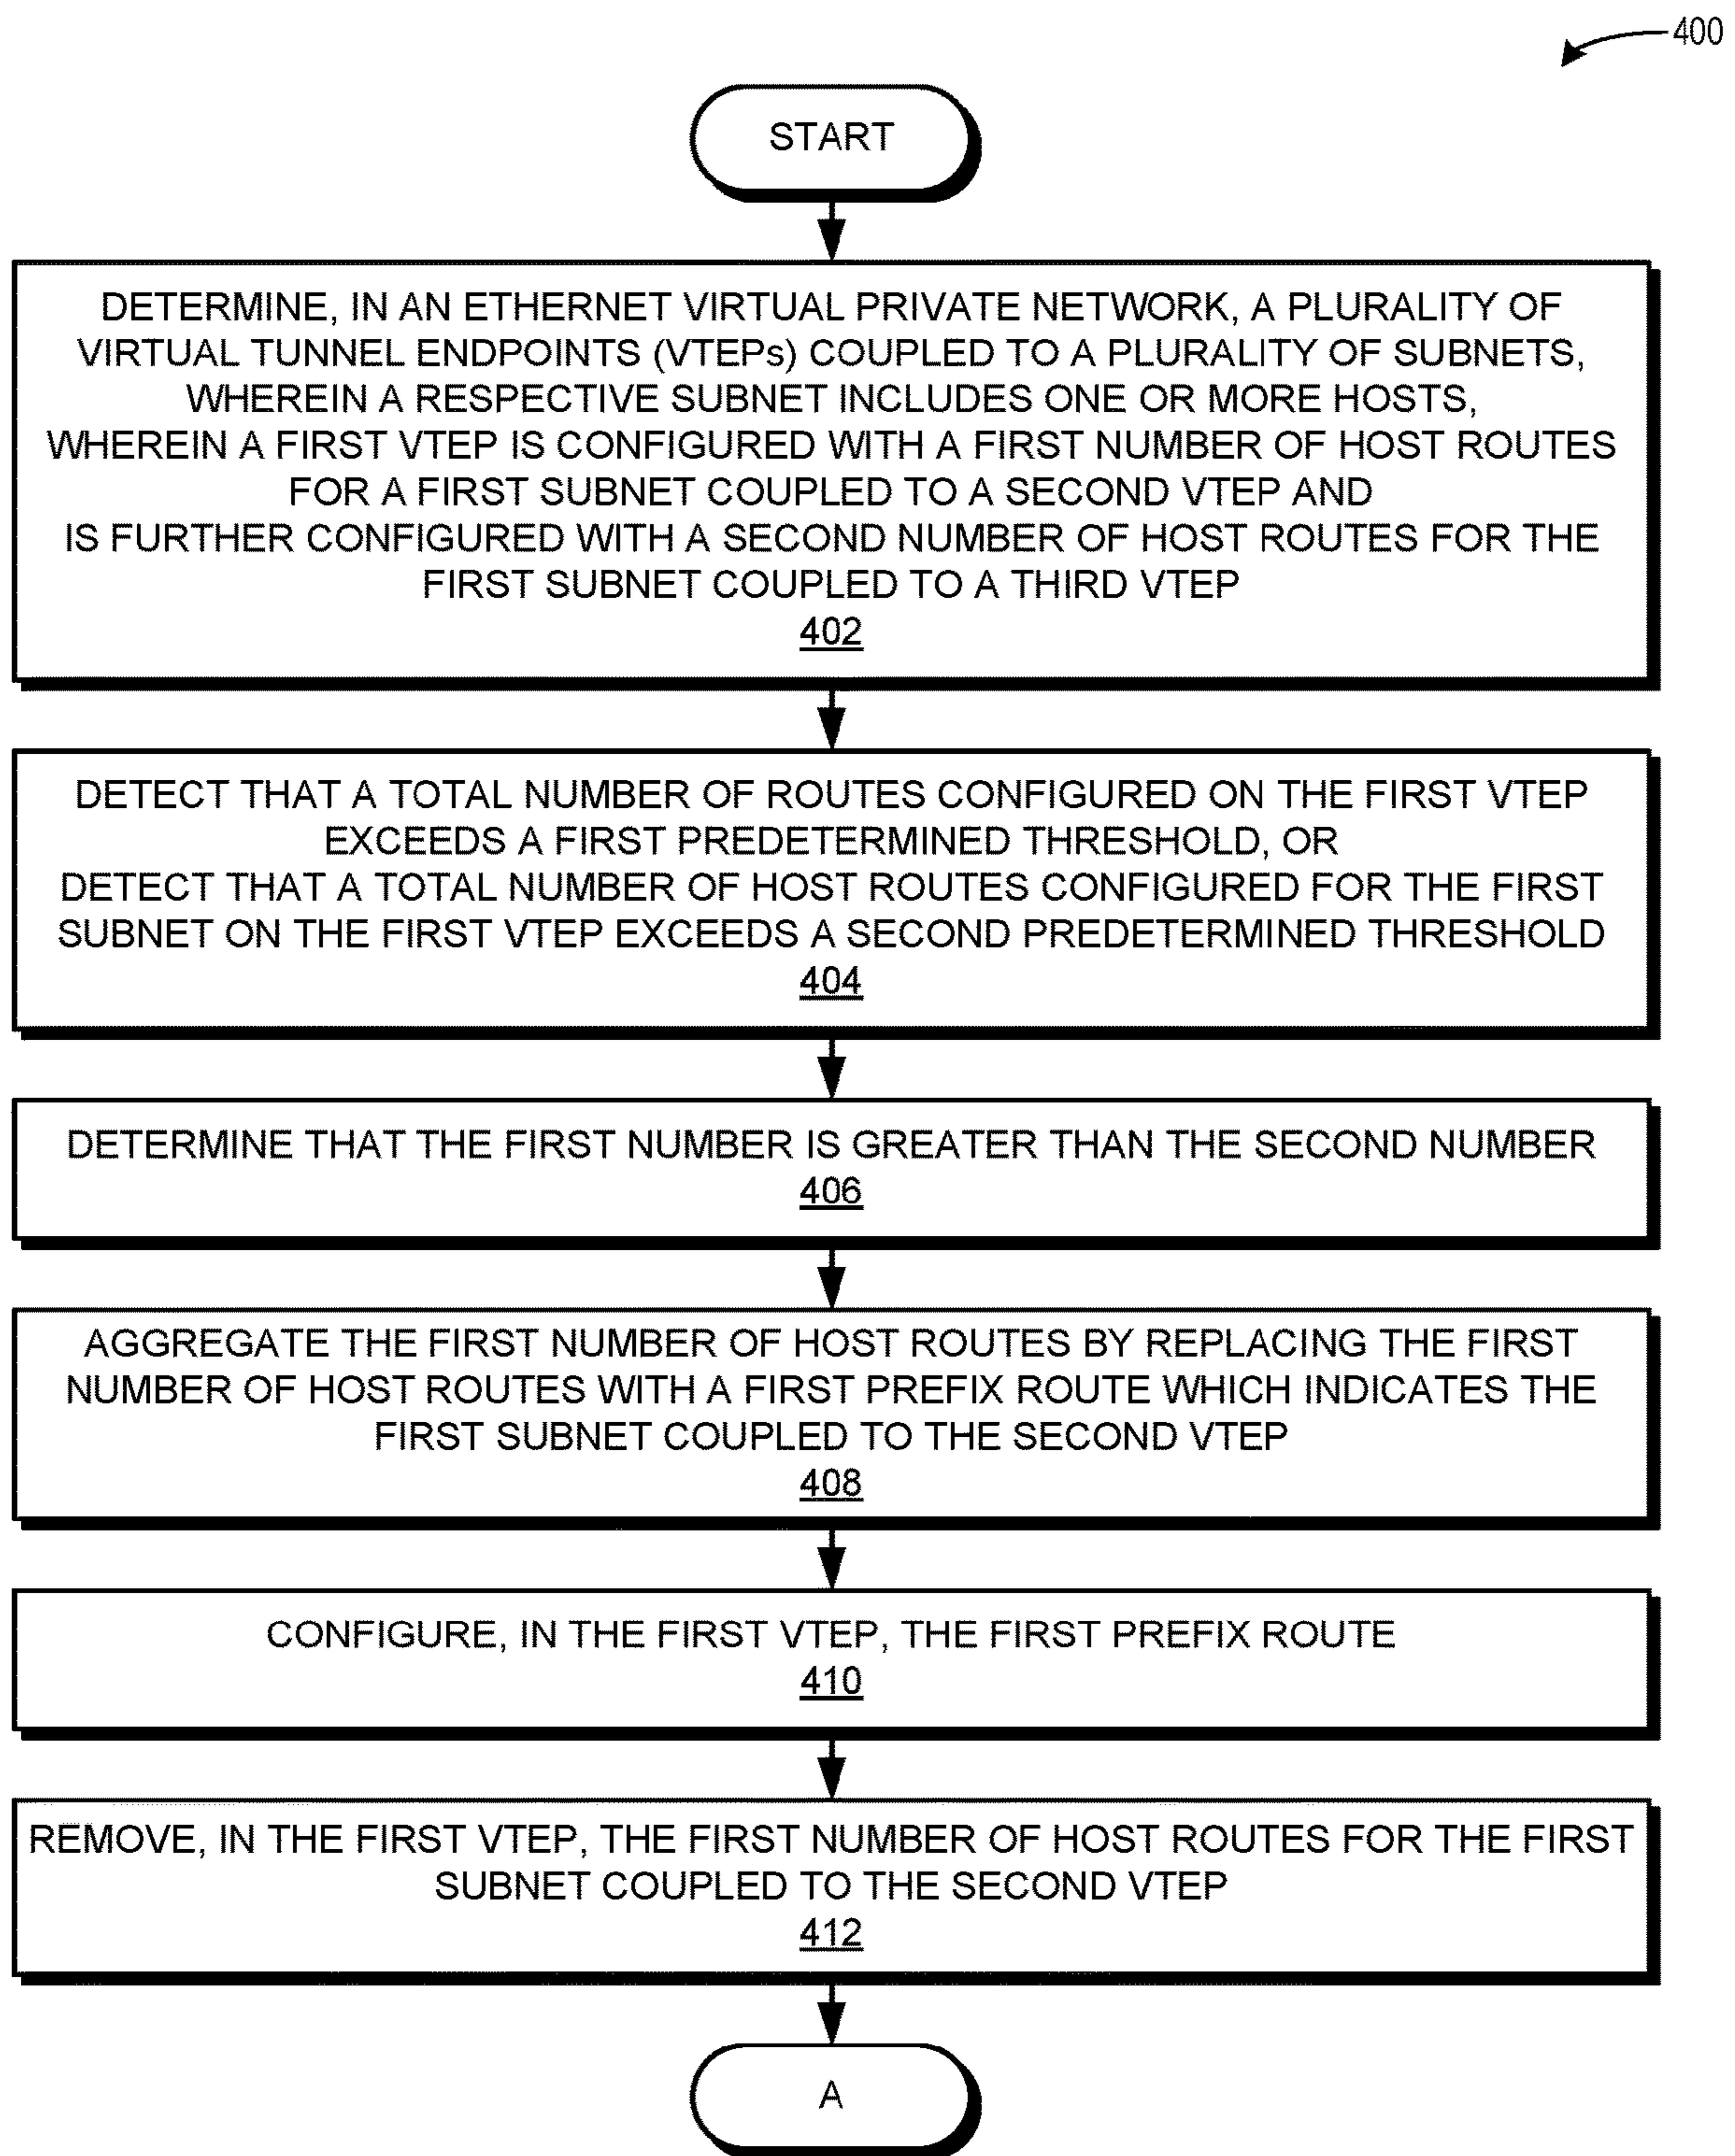 400
START
DETERMINE, IN AN ETHERNET VIRTUAL PRIVATE NETWORK, A PLURALITY OF
VIRTUAL TUNNEL ENDPOINTS (VTEPs) COUPLED TO A PLURALITY OF SUBNETS,
WHEREIN A RESPECTIVE SUBNET INCLUDES ONE OR MORE HOSTS,
WHEREIN A FIRST VTEP IS CONFIGURED WITH A FIRST NUMBER OF HOST ROUTES
FOR A FIRST SUBNET COUPLED TO A SECOND VTEP AND
IS FURTHER CONFIGURED WITH A SECOND NUMBER OF HOST ROUTES FOR THE
FIRST SUBNET COUPLED TO A THIRD VTEP
402
DETECT THAT A TOTAL NUMBER OF ROUTES CONFIGURED ON THE FIRST VTEP
EXCEEDS A FIRST PREDETERMINED THRESHOLD, OR
DETECT THAT A TOTAL NUMBER OF HOST ROUTES CONFIGURED FOR THE FIRST
SUBNET ON THE FIRST VTEP EXCEEDS A SECOND PREDETERMINED THRESHOLD
404
DETERMINE THAT THE FIRST NUMBER IS GREATER THAN THE SECOND NUMBER
406
AGGREGATE THE FIRST NUMBER OF HOST ROUTES BY REPLACING THE FIRST
NUMBER OF HOST ROUTES WITH A FIRST PREFIX ROUTE WHICH INDICATES THE
FIRST SUBNET COUPLED TO THE SECOND VTEP
408
CONFIGURE, IN THE FIRST VTEP, THE FIRST PREFIX ROUTE
410
REMOVE, IN THE FIRST VTEP, THE FIRST NUMBER OF HOST ROUTES FOR THE FIRST
SUBNET COUPLED TO THE SECOND VTEP
412
A